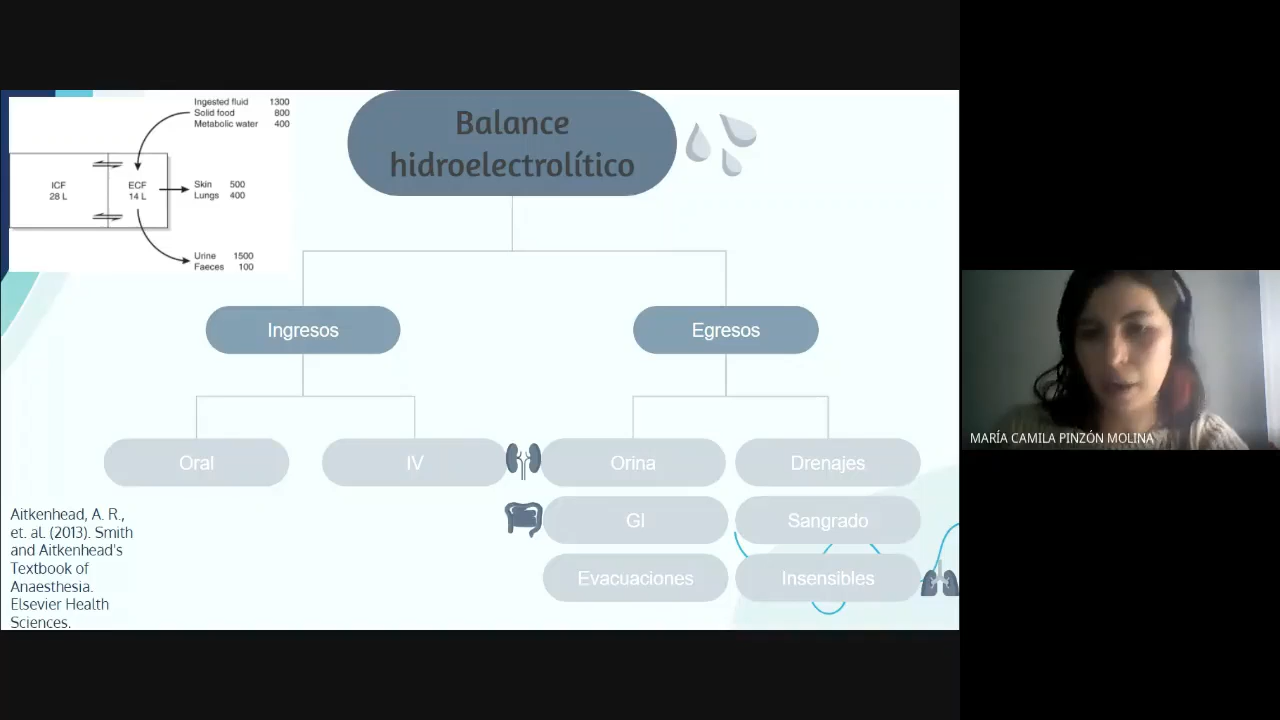 Ingested fluid 1300
Solid food 800
Metabolic water 400
ICF
28 L
ECF
14 L
Skin 500
Lungs 400
Urine 1500
Faeces 100
Balance
hidroelectrolítico
Ingresos
Egresos
Oral
IV
Orina
Drenajes
GI
Sangrado
Evacuaciones
Insensibles
Aitkenhead, A. R.,
et. al. (2013). Smith
and Aitkenhead's
Textbook of
Anaesthesia.
Elsevier Health
Sciences.
MARÍA CAMILA PINZÓN MOLINA